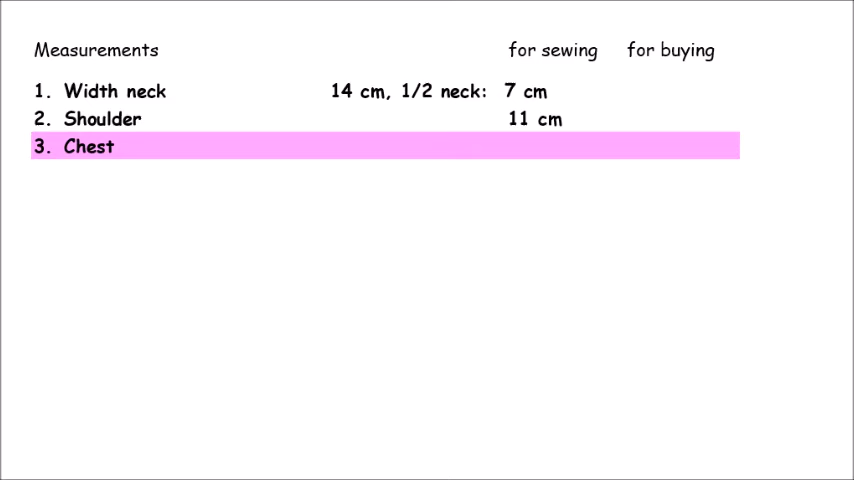 Measurements for sewing for buying
1. Width neck 14 cm, 1/2 neck: 7 cm
2. Shoulder 11 cm
3. Chest